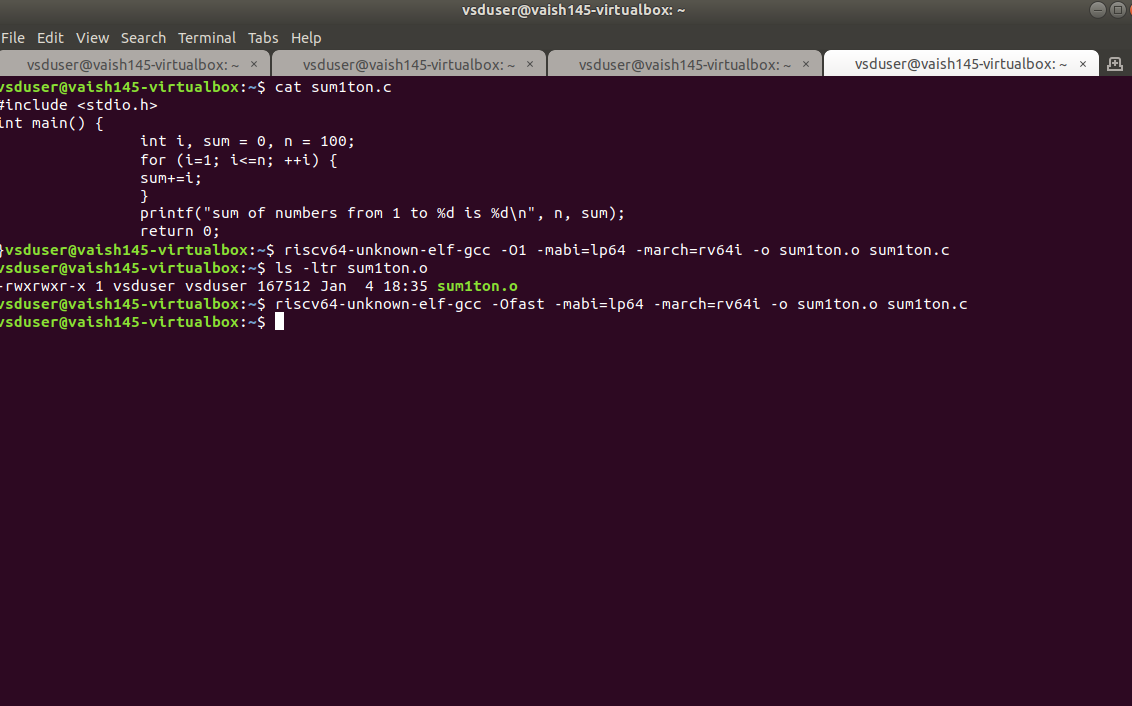 vsduser@vaish145-virtualbox: ~
File Edit View Search Terminal Tabs Help
vsduser@vaish145-virtualbox: ~ × vsduser@vaish145-virtualbox: ~ × vsduser@vaish145-virtualbox: ~ × vsduser@vaish145-virtualbox: ~ ×
vsduser@vaish145-virtualbox:~$ cat sum1ton.c
#include <stdio.h>
int main() {
int i, sum = 0, n = 100;
for (i=1; i<=n; ++i) {
sum+=i;
}
printf("sum of numbers from 1 to %d is %d\n", n, sum);
return 0;
}vsduser@vaish145-virtualbox:~$ riscv64-unknown-elf-gcc -O1 -mabi=lp64 -march=rv64i -o sum1ton.o sum1ton.c
vsduser@vaish145-virtualbox:~$ ls -ltr sum1ton.o
-rwxrwxr-x 1 vsduser vsduser 167512 Jan  4 18:35 sum1ton.o
vsduser@vaish145-virtualbox:~$ riscv64-unknown-elf-gcc -Ofast -mabi=lp64 -march=rv64i -o sum1ton.o sum1ton.c
vsduser@vaish145-virtualbox:~$